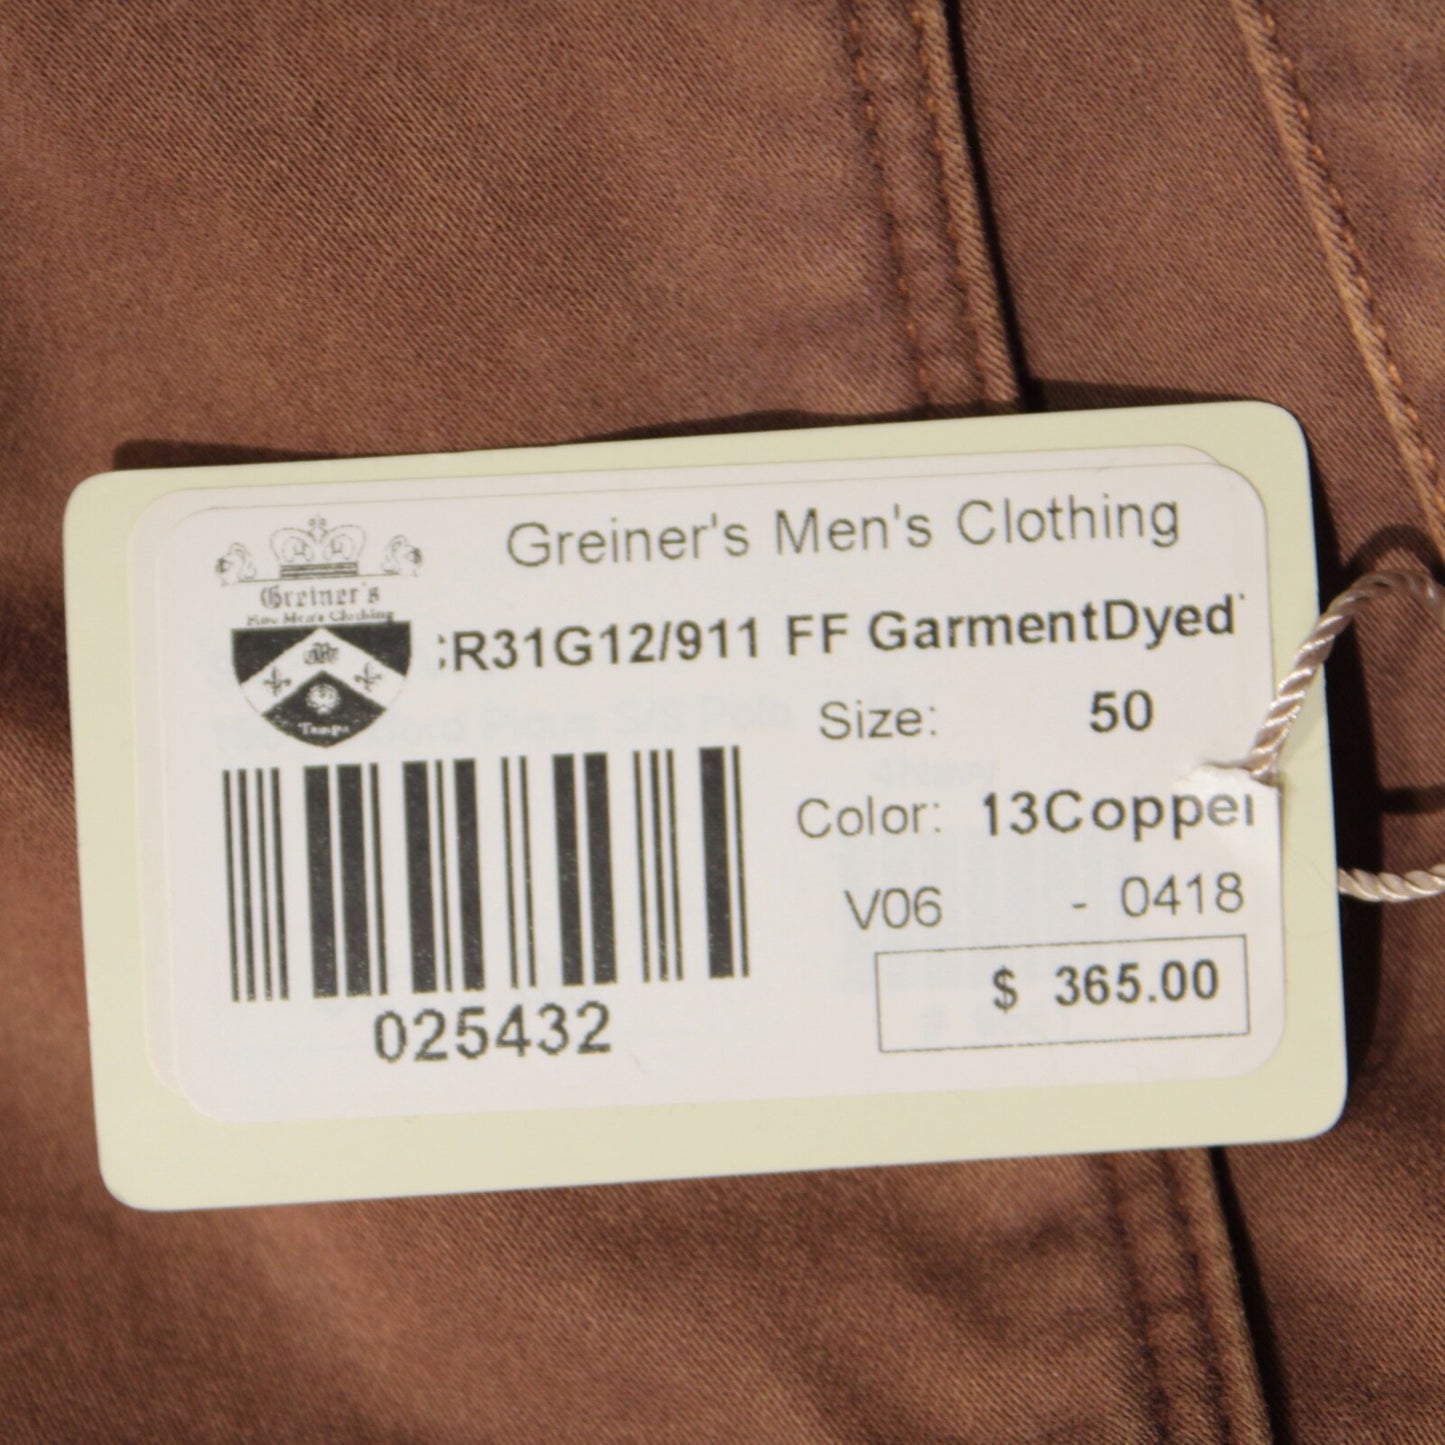 Greiner's Men's Clothing
Greiner's
Fine Men's Clothing
:R31G12/911 FF GarmentDyed
Tampa
Size: 50
Color: 13Copper
V06 - 0418
$ 365.00
025432